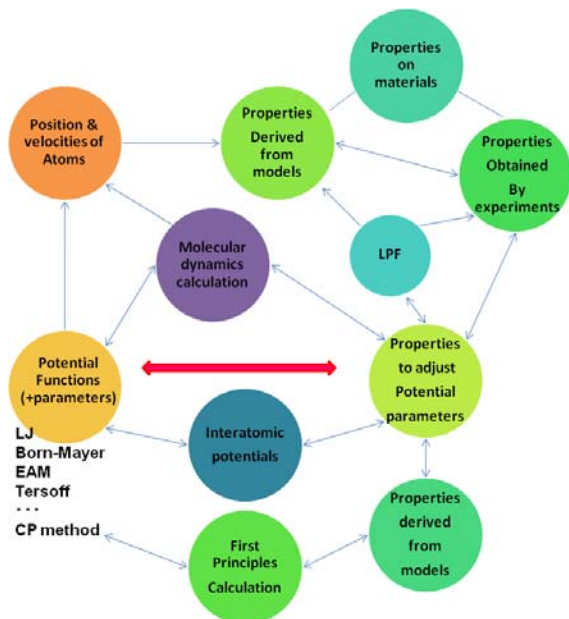 Properties
on
materials
Position &
velocities of
Atoms
Properties
Derived
from
models
Properties
Obtained
By
experiments
Molecular
dynamics
calculation
LPF
Potential
Functions
(+parameters)
Properties
to adjust
Potential
parameters
LJ
Born-Mayer
EAM
Tersoff
---
CP method
Interatomic
potentials
First
Principles
Calculation
Properties
derived
from
models